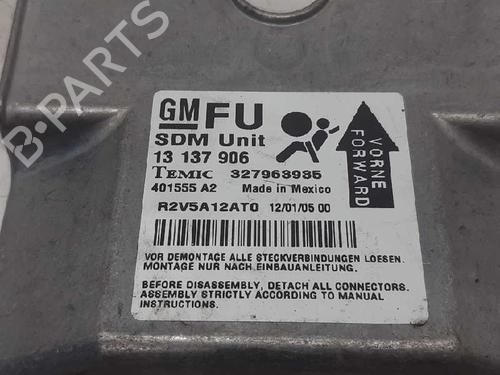 GM FU
SDM Unit
13 137 906
TEMIC 327963935
401555 A2 Made in Mexico
R2V5A12AT0 12/01/05 00
VORNE
FORWARD
VOR DEMONTAGE ALLE STECKVERBINDUNGEN LOESEN.
MONTAGE NUR NACH EINBAUANLEITUNG.
BEFORE DISASSEMBLY, DETACH ALL CONNECTORS.
ASSEMBLY STRICTLY ACCORDING TO MANUAL
INSTRUCTIONS.
B-PARTS